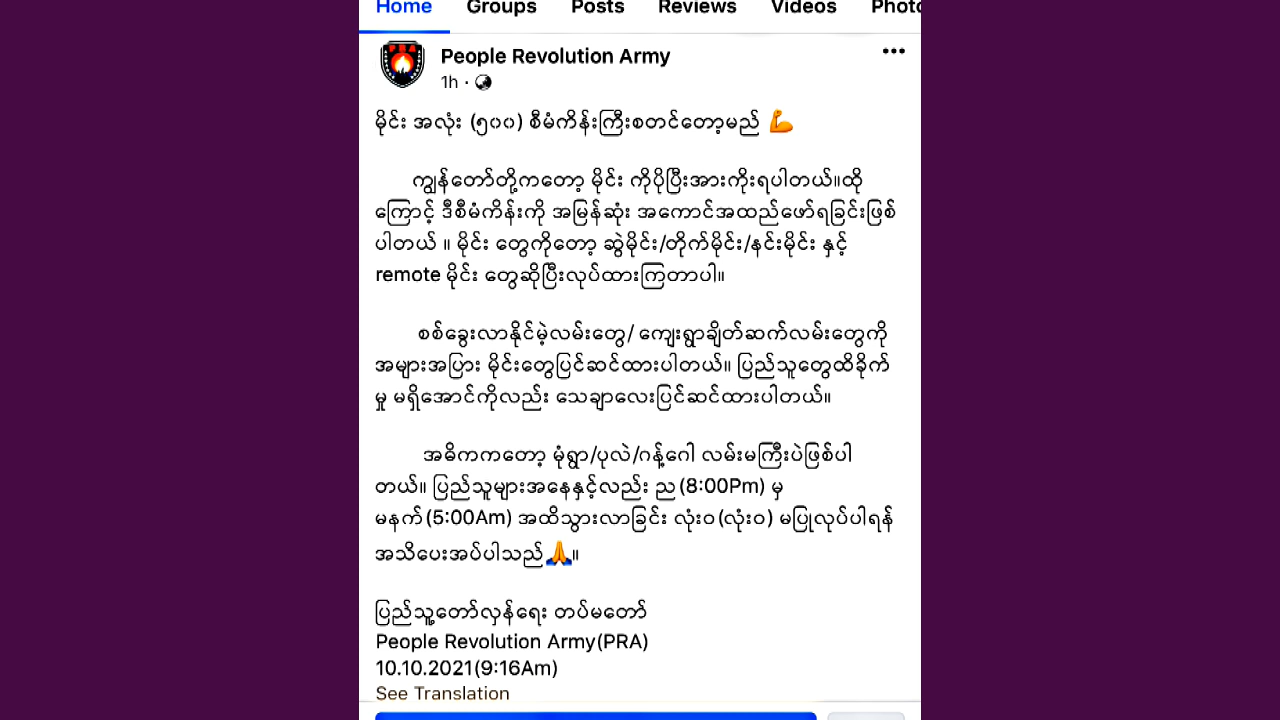 Home Groups Posts Reviews Videos
People Revolution Army
1h ·
မိုင်း အလုံး (၅၀၀) စီမံကိန်းကြီးစတင်တော့မည် 💪
ကျွန်တော်တို့ကတော့ မိုင်း ကိုပိုပြီးအားကိုးရပါတယ်။ထို
ကြောင့် ဒီစီမံကိန်းကို အမြန်ဆုံး အကောင်အထည်ဖော်ရခြင်းဖြစ်
ပါတယ် ။ မိုင်း တွေကိုတော့ ဆွဲမိုင်း/တိုက်မိုင်း/နင်းမိုင်း နှင့်
remote မိုင်း တွေဆိုပြီးလုပ်ထားကြတာပါ။
စစ်ခွေးလာနိုင်မဲ့လမ်းတွေ/ ကျေးရွာချိတ်ဆက်လမ်းတွေကို
အများအပြား မိုင်းတွေပြင်ဆင်ထားပါတယ်။ ပြည်သူတွေထိခိုက်
မှု မရှိအောင်ကိုလည်း သေချာလေးပြင်ဆင်ထားပါတယ်။
အဓိကကတော့ မုံရွာ/ပုလဲ/ဂန့်ဂေါ လမ်းမကြီးပဲဖြစ်ပါ
တယ်။ ပြည်သူများအနေနှင့်လည်း ည(8:00Pm) မှ
မနက်(5:00Am) အထိသွားလာခြင်း လုံးဝ(လုံးဝ) မပြုလုပ်ပါရန်
အသိပေးအပ်ပါသည်🙏။
ပြည်သူ့တော်လှန်ရေး တပ်မတော်
People Revolution Army(PRA)
10.10.2021(9:16Am)
See Translation